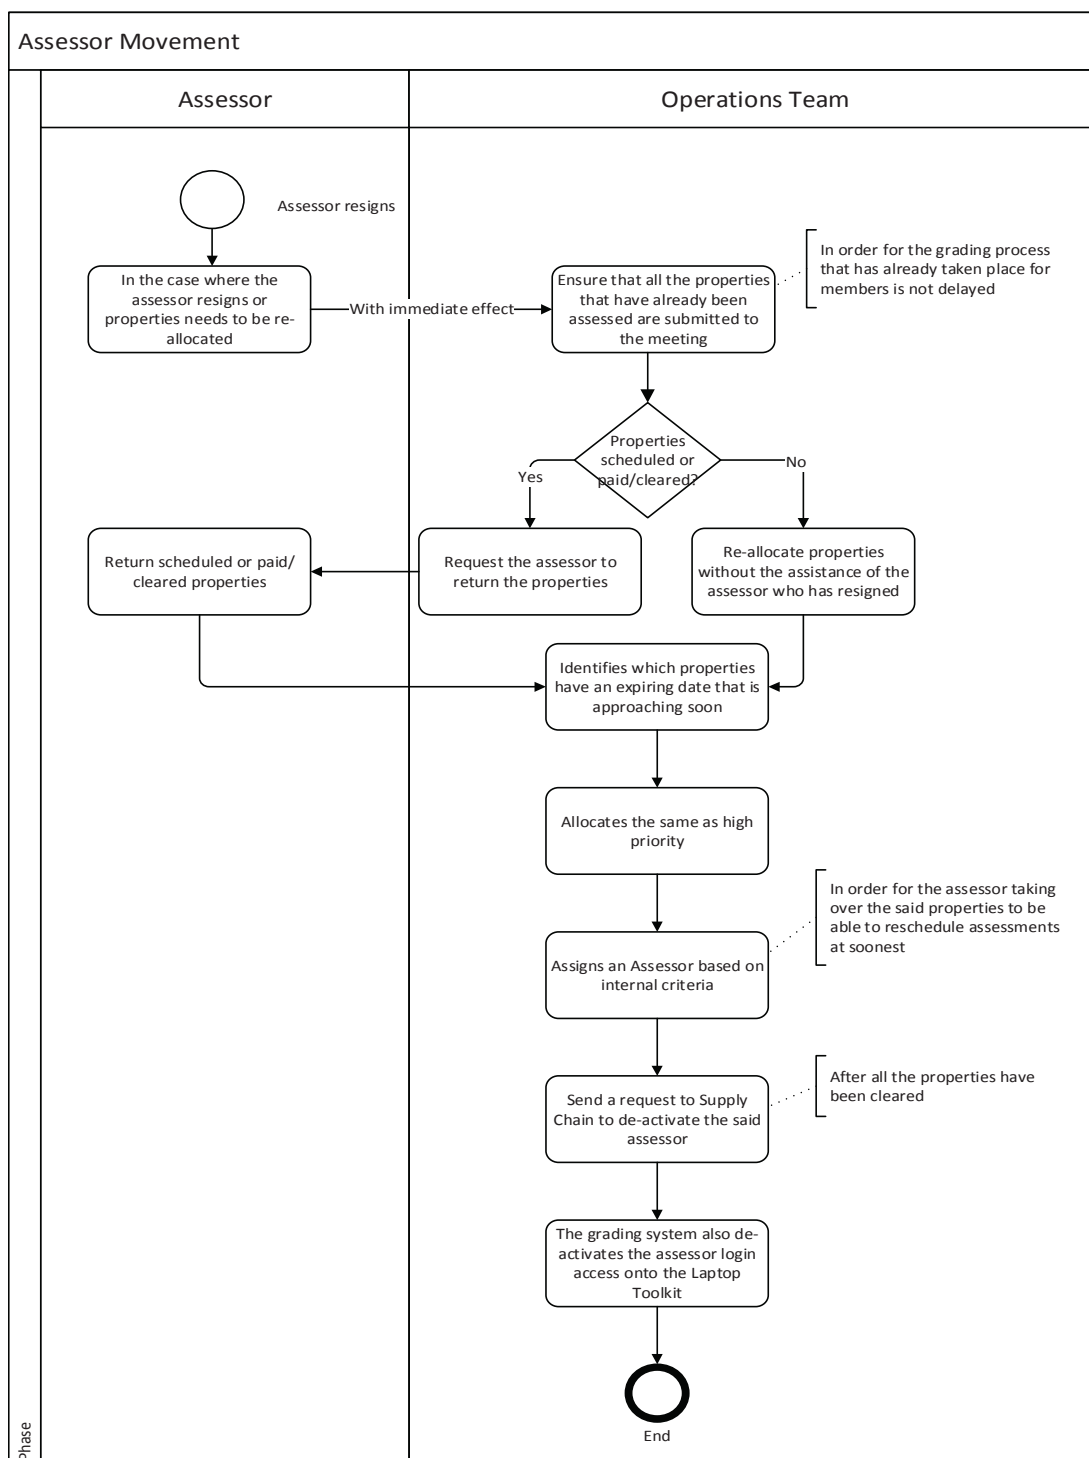 Assessor Movement
Assessor
Operations Team
Assessor resigns
In the case where the
assessor resigns or
properties needs to be re-
allocated
With immediate effect
Ensure that all the properties
that have already been
assessed are submitted to
the meeting
In order for the grading process
that has already taken place for
members is not delayed
Properties
scheduled or
paid/cleared?
Yes
No
Return scheduled or paid/
cleared properties
Request the assessor to
return the properties
Re-allocate properties
without the assistance of the
assessor who has resigned
Identifies which properties
have an expiring date that is
approaching soon
Allocates the same as high
priority
In order for the assessor taking
over the said properties to be
able to reschedule assessments
at soonest
Assigns an Assessor based on
internal criteria
Send a request to Supply
Chain to de-activate the said
assessor
After all the properties have
been cleared
The grading system also de-
activates the assessor login
access onto the Laptop
Toolkit
End
Phase